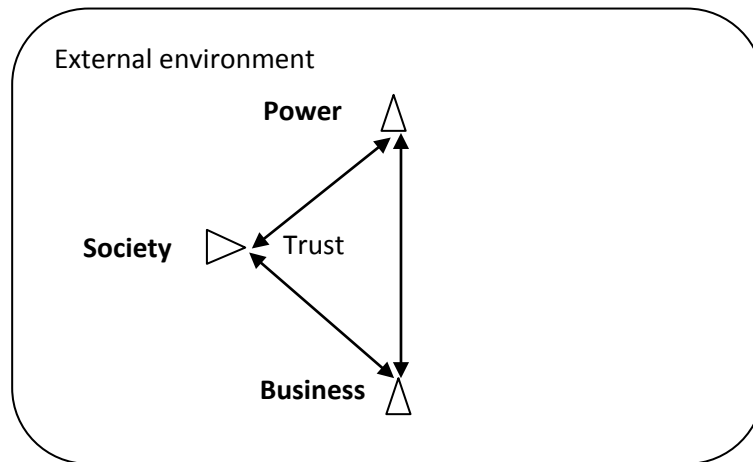 External environment
Power
Society
Trust
Business